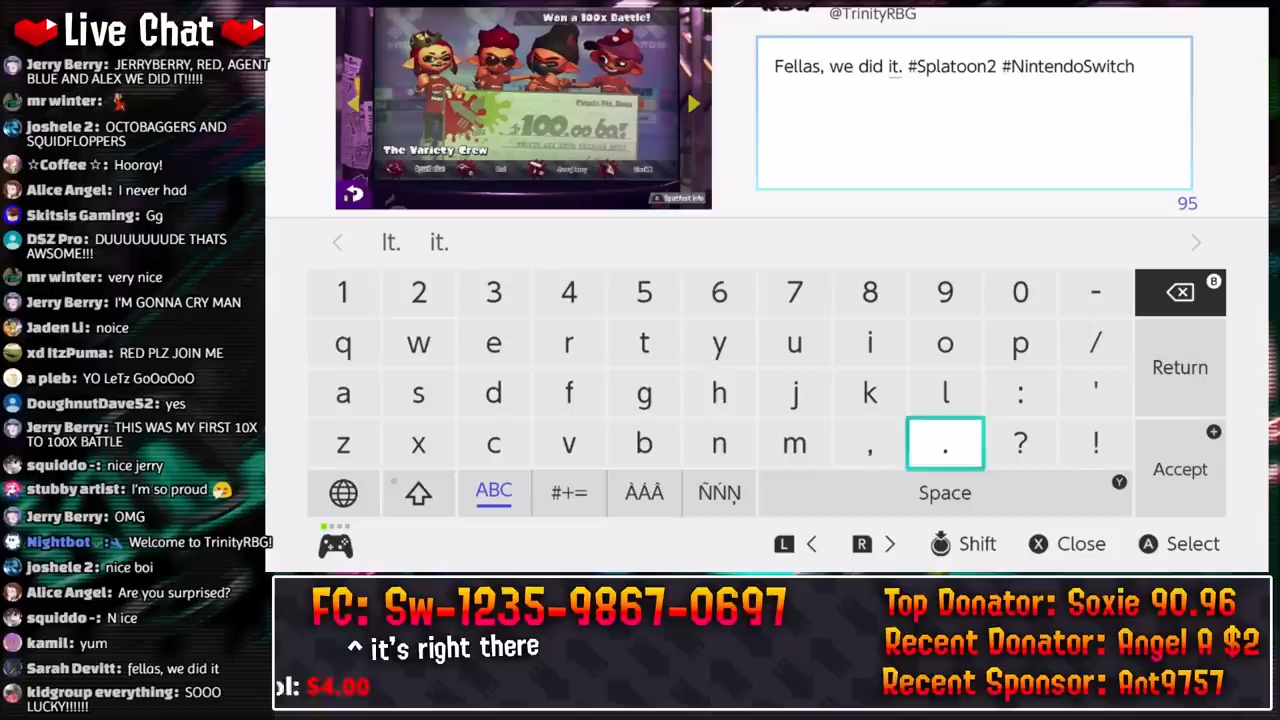 Live Chat
Jerry Berry: JERRYBERRY, RED, AGENT
BLUE AND ALEX WE DID IT!!!!!
mr winter:
joshele 2: OCTOBAGGERS AND
SQUIDFLOPPERS
☆Coffee ☆: Hooray!
Alice Angel: I never had
Skitsis Gaming: Gg
DSZ Pro: DUUUUUUUDE THATS
AWSOME!!!
mr winter: very nice
Jerry Berry: I'M GONNA CRY MAN
Jaden Li: noice
xd ItzPuma: RED PLZ JOIN ME
a pleb: YO LeTz GoOoOoO
DoughnutDave52: yes
Jerry Berry: THIS WAS MY FIRST 10X
TO 100X BATTLE
squiddo -: nice jerry
stubby artist: I'm so proud
Jerry Berry: OMG
Nightbot: Welcome to TrinityRBG!
joshele 2: nice boi
Alice Angel: Are you surprised?
squiddo -: N ice
kamil: yum
Sarah Devitt: fellas, we did it
kidgroup everything: SOOO
LUCKY!!!!!!
Won a 100x Battle!
100.00
The Variety Crew
Splatfest Info
@TrinityRBG
Fellas, we did it. #Splatoon2 #NintendoSwitch
95
It. it.
1 2 3 4 5 6 7 8 9 0 - B
q w e r t y u i o p /
Return
a s d f g h j k l : '
z x c v b n m , . ? !
Accept
ABC #+= ÀÁÂ ÑŃŅ Space Y
L < R > Shift X Close A Select
FC: Sw-1235-9867-0697
^ it's right there
ol: $4.00
Top Donator: Soxie 90.96
Recent Donator: Angel A $2
Recent Sponsor: Ant9757